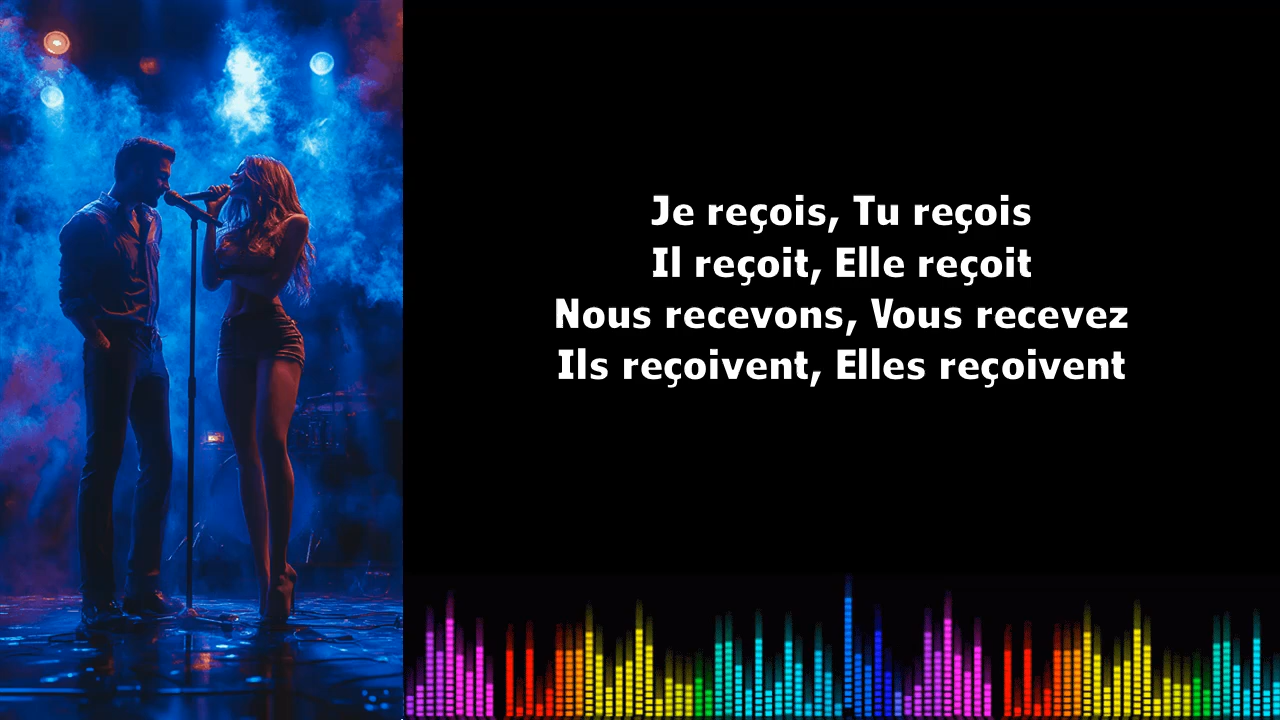 Je reçois, Tu reçois
Il reçoit, Elle reçoit
Nous recevons, Vous recevez
Ils reçoivent, Elles reçoivent